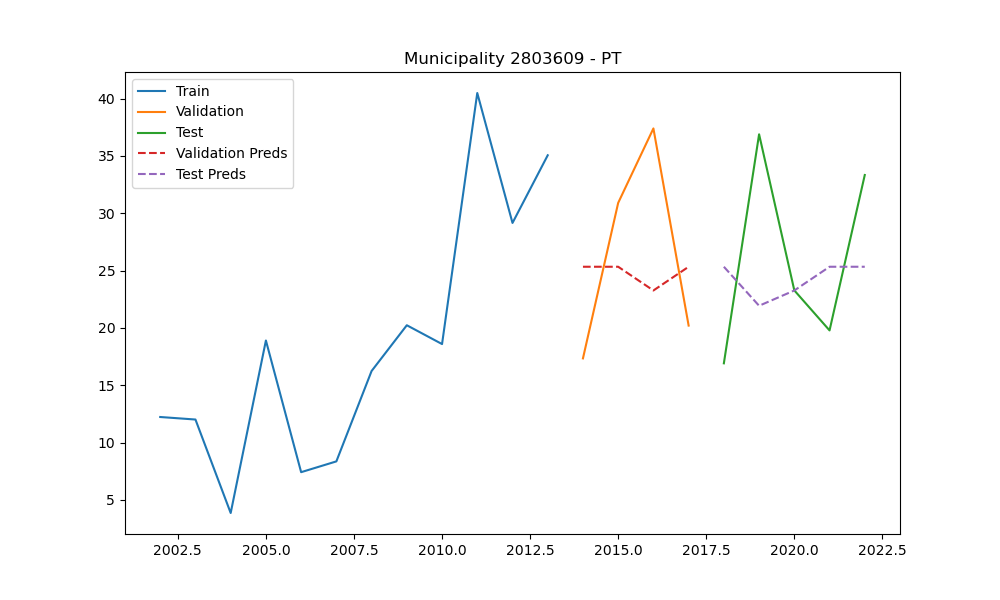 Municipality 2803609 - PT
Train
Validation
Test
Validation Preds
Test Preds
40
35
30
25
20
15
10
5
2002.5 2005.0 2007.5 2010.0 2012.5 2015.0 2017.5 2020.0 2022.5